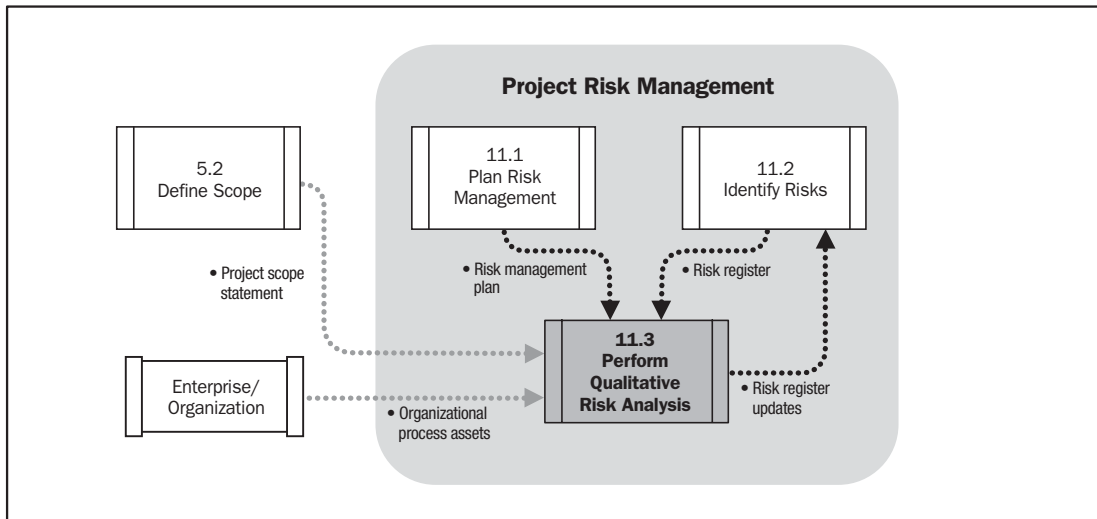 Project Risk Management
5.2
Define Scope
11.1
Plan Risk
Management
11.2
Identify Risks
• Project scope
statement
• Risk management
plan
• Risk register
11.3
Perform
Qualitative
Risk Analysis
Enterprise/
Organization
• Organizational
process assets
• Risk register
updates